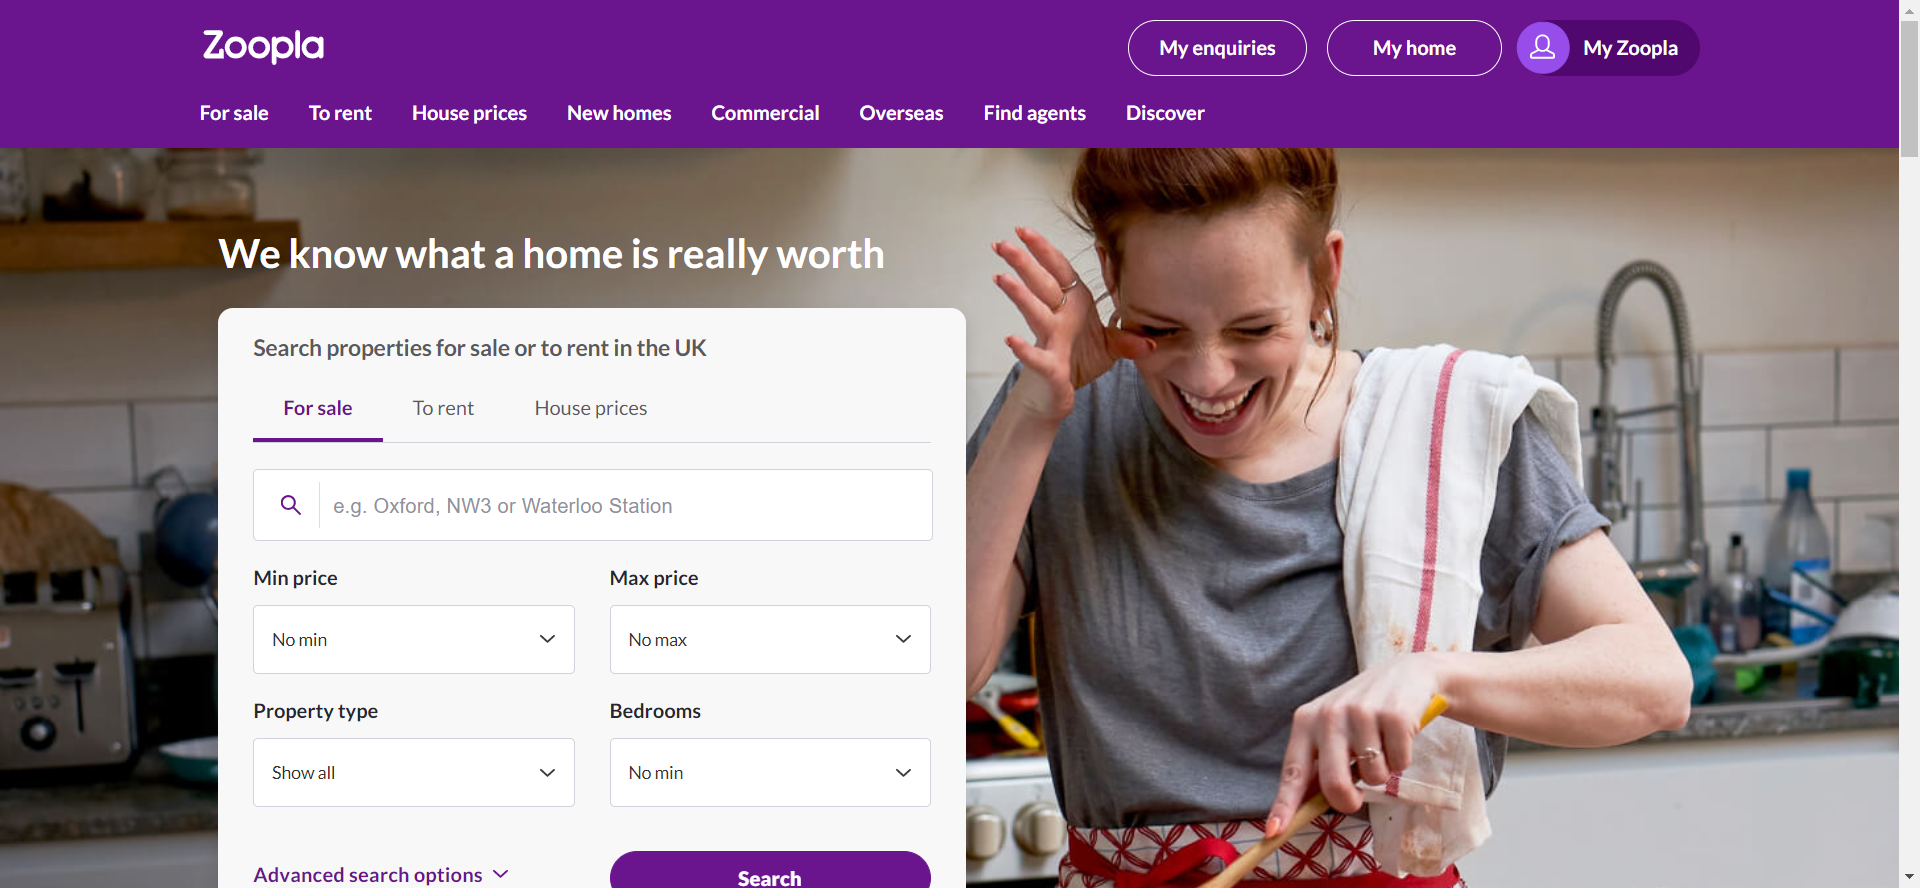 Zoopla
My enquiries
My home
My Zoopla
For sale
To rent
House prices
New homes
Commercial
Overseas
Find agents
Discover
We know what a home is really worth
Search properties for sale or to rent in the UK
For sale
To rent
House prices
e.g. Oxford, NW3 or Waterloo Station
Min price
Max price
No min
No max
Property type
Bedrooms
Show all
No min
Advanced search options
Search